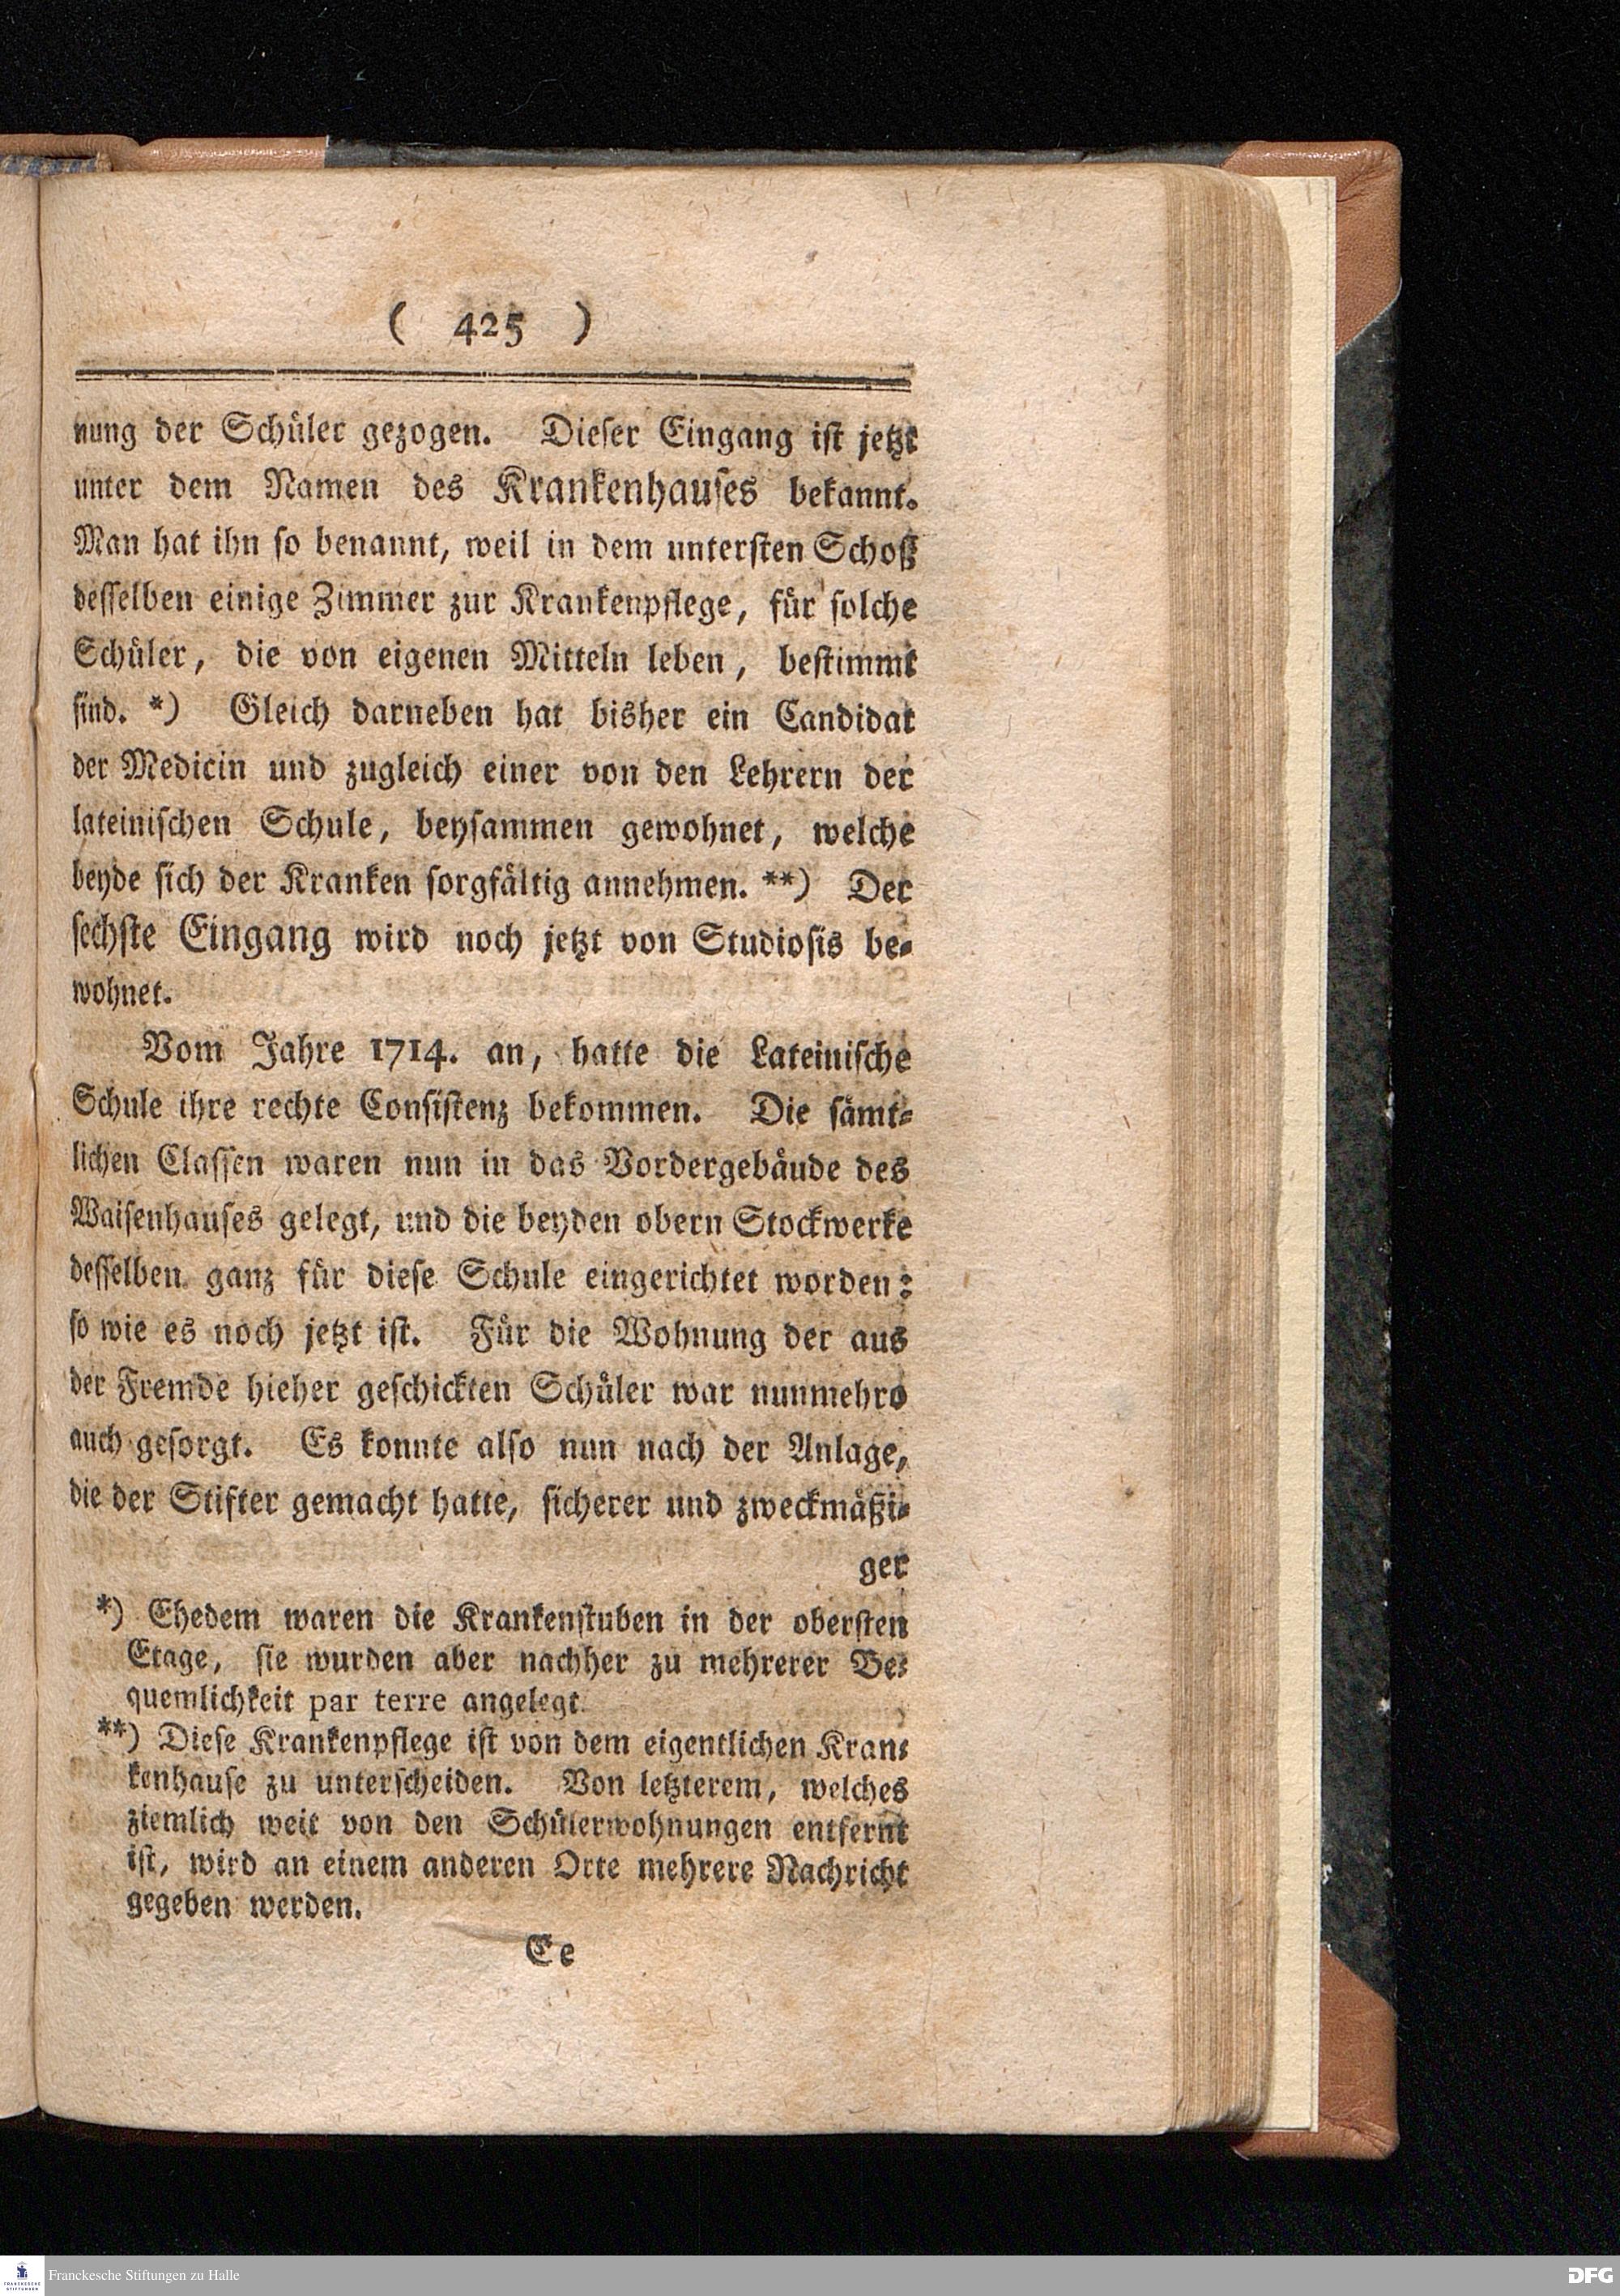 ( 425 )
nung der Schüler gezogen. Dieser Eingang ist jetzt
unter dem Namen des Krankenhauses bekannt.
Man hat ihn so benannt, weil in dem untersten Schoß
desselben einige Zimmer zur Krankenpflege, für solche
Schüler, die von eigenen Mitteln leben, bestimmt
sind. *) Gleich darneben hat bisher ein Candidat
der Medicin und zugleich einer von den Lehrern der
lateinischen Schule, beysammen gewohnet, welche
beyde sich der Kranken sorgfältig annehmen. **) Der
sechste Eingang wird noch jetzt von Studiosis be-
wohnet.
Vom Jahre 1714. an, hatte die Lateinische
Schule ihre rechte Consistenz bekommen. Die sämt-
lichen Classen waren nun in das Vordergebäude des
Waisenhauses gelegt, und die beyden obern Stockwerke
desselben ganz für diese Schule eingerichtet worden:
so wie es noch jetzt ist. Für die Wohnung der aus
der Fremde hieher geschickten Schüler war nunmehro
auch gesorgt. Es konnte also nun nach der Anlage,
die der Stifter gemacht hatte, sicherer und zweckmäßi-
ger
*) Ehedem waren die Krankenstuben in der obersten
Etage, sie wurden aber nachher zu mehrerer Be-
quemlichkeit par terre angelegt.
**) Diese Krankenpflege ist von dem eigentlichen Kran-
kenhause zu unterscheiden. Von letzterem, welches
ziemlich weit von den Schülerwohnungen entfernt
ist, wird an einem anderen Orte mehrere Nachricht
gegeben werden.
Ee
FRANCKESCHE
STIFTUNGEN
Franckesche Stiftungen zu Halle
DFG